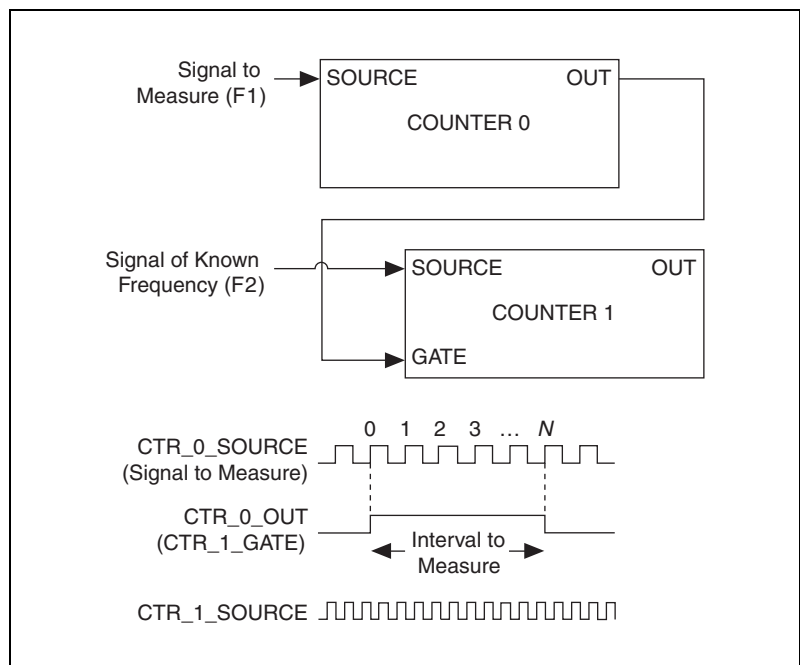 Signal to
Measure (F1)
SOURCE OUT
COUNTER 0
Signal of Known
Frequency (F2)
SOURCE OUT
COUNTER 1
GATE
0 1 2 3 … N
CTR_0_SOURCE
(Signal to Measure)
CTR_0_OUT
(CTR_1_GATE)
Interval to
Measure
CTR_1_SOURCE